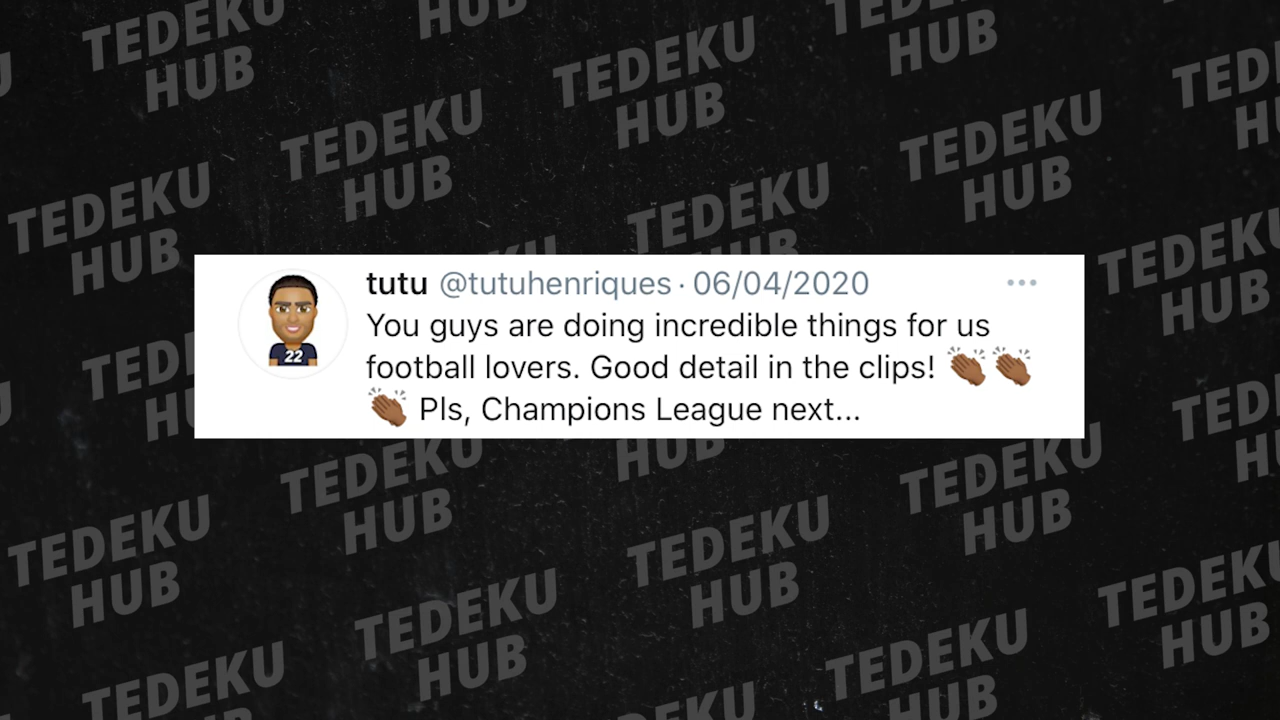 TEDEKU
HUB
tutu @tutuhenriques · 06/04/2020
You guys are doing incredible things for us
football lovers. Good detail in the clips! 👏🏾👏🏾
👏🏾 Pls, Champions League next...
22